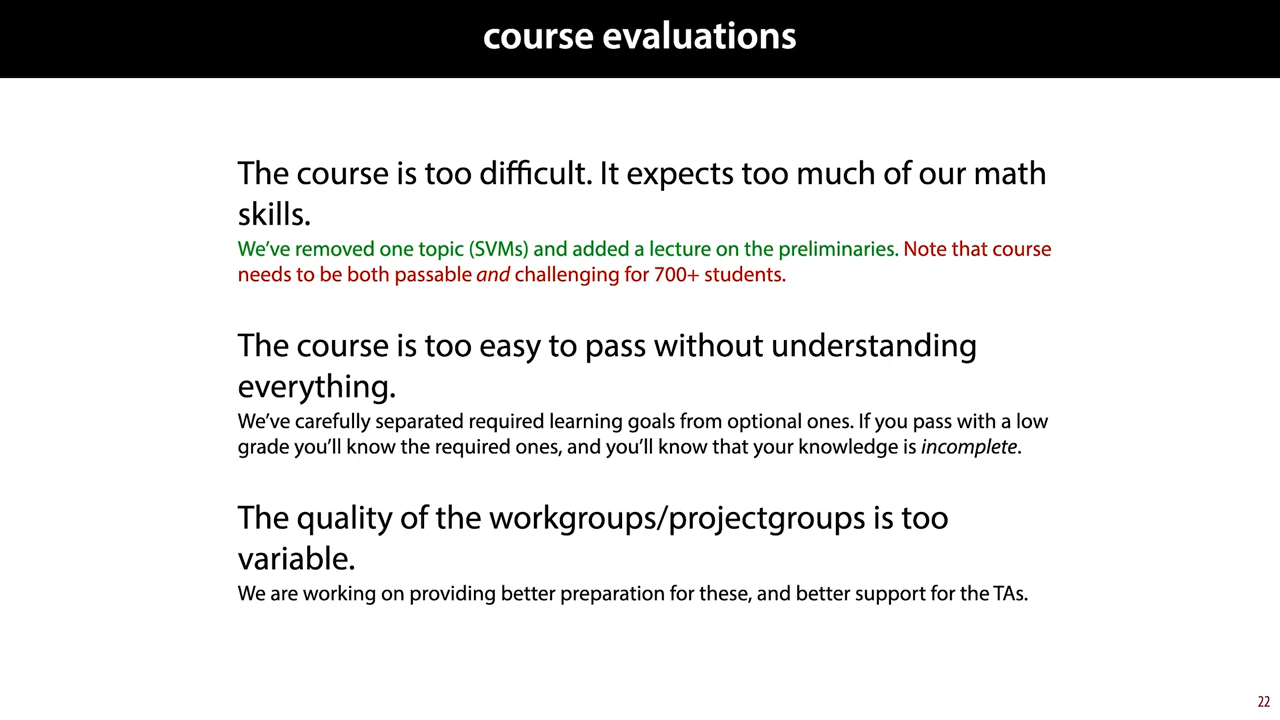 course evaluations
The course is too difficult. It expects too much of our math
skills.
We’ve removed one topic (SVMs) and added a lecture on the preliminaries. Note that course
needs to be both passable and challenging for 700+ students.
The course is too easy to pass without understanding
everything.
We’ve carefully separated required learning goals from optional ones. If you pass with a low
grade you’ll know the required ones, and you’ll know that your knowledge is incomplete.
The quality of the workgroups/projectgroups is too
variable.
We are working on providing better preparation for these, and better support for the TAs.
22